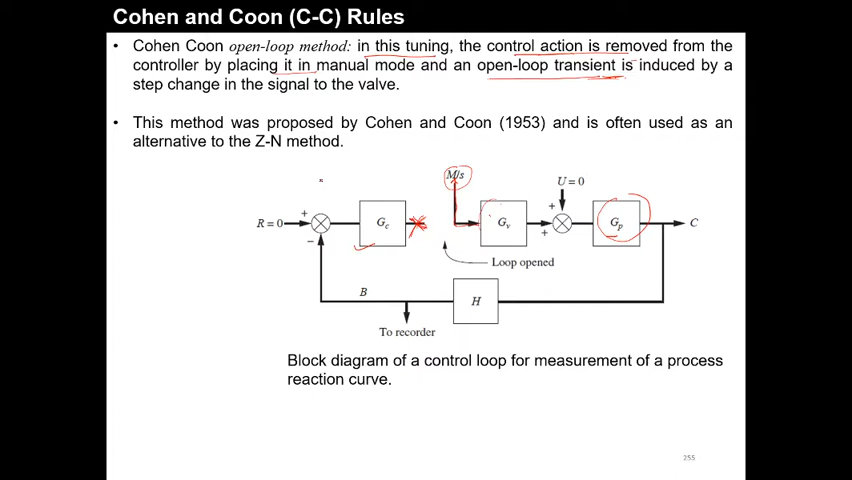 Cohen and Coon (C-C) Rules
• Cohen Coon open-loop method: in this tuning, the control action is removed from the
controller by placing it in manual mode and an open-loop transient is induced by a
step change in the signal to the valve.
• This method was proposed by Cohen and Coon (1953) and is often used as an
alternative to the Z-N method.
M/s
U = 0
+
+
R = 0
Gc
Gv
Gp
C
−
+
Loop opened
B
H
To recorder
Block diagram of a control loop for measurement of a process
reaction curve.
255